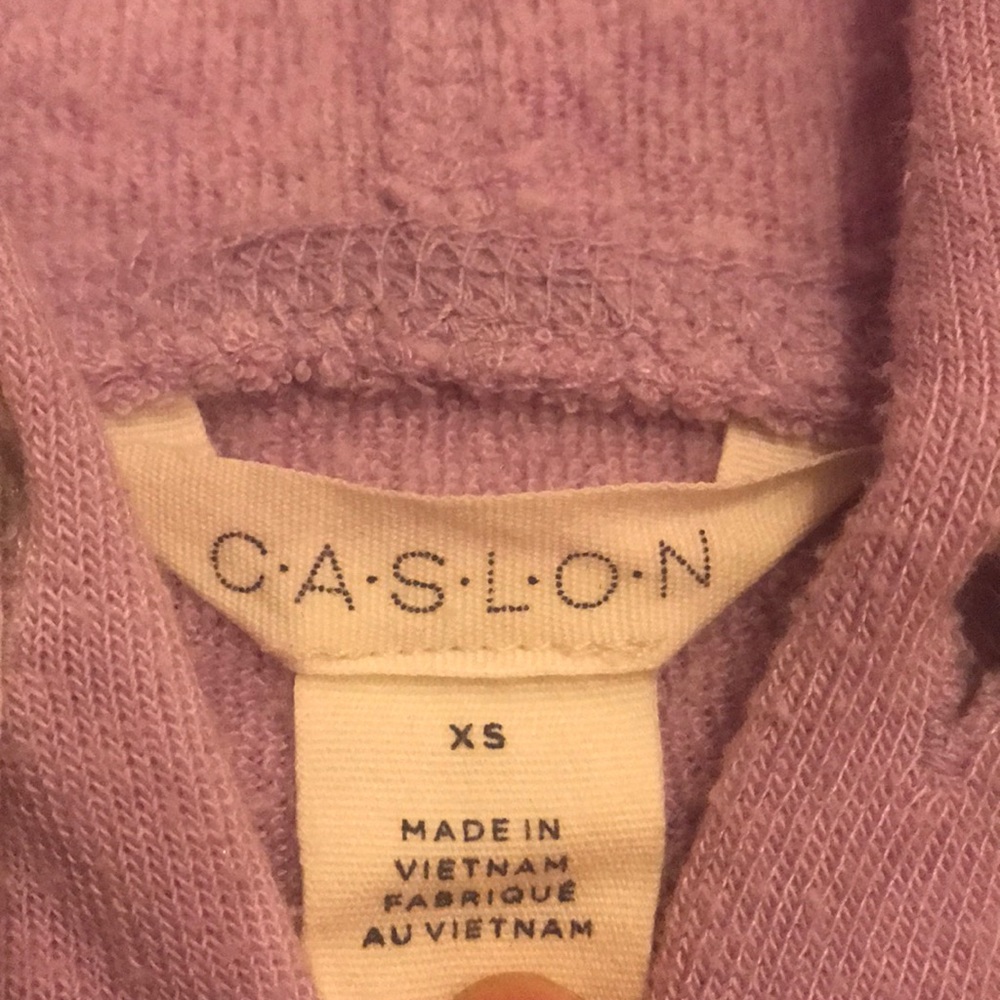 C·A·S·L·O·N
XS
MADE IN
VIETNAM
FABRIQUÉ
AU VIETNAM